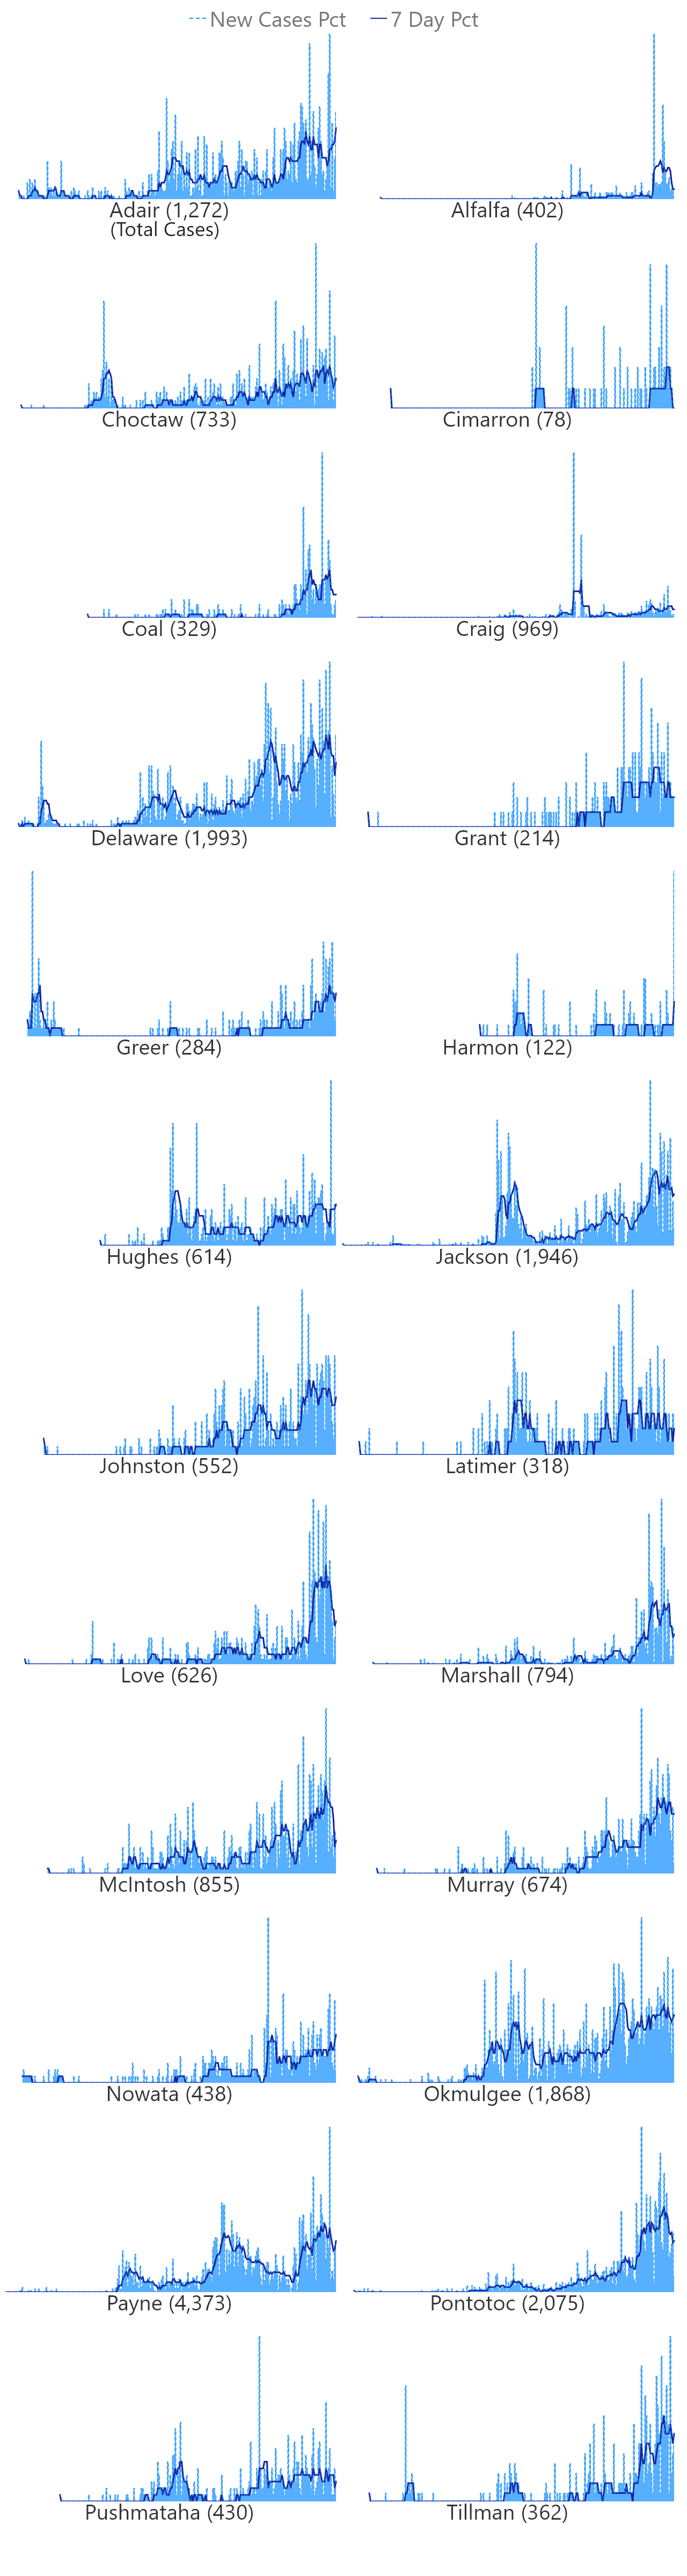 New Cases Pct 7 Day Pct
Adair (1,272) Alfalfa (402)
(Total Cases)
Choctaw (733) Cimarron (78)
Coal (329) Craig (969)
Delaware (1,993) Grant (214)
Greer (284) Harmon (122)
Hughes (614) Jackson (1,946)
Johnston (552) Latimer (318)
Love (626) Marshall (794)
McIntosh (855) Murray (674)
Nowata (438) Okmulgee (1,868)
Payne (4,373) Pontotoc (2,075)
Pushmataha (430) Tillman (362)